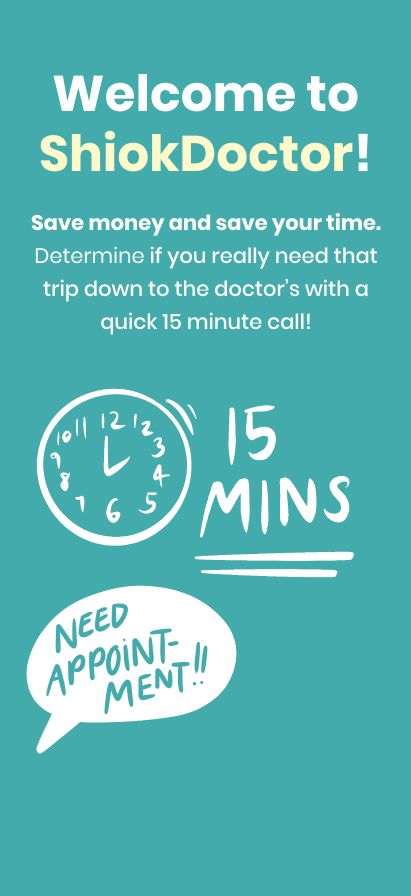 Welcome to
ShiokDoctor!
Save money and save your time.
Determine if you really need that
trip down to the doctor's with a
quick 15 minute call!
10 11 12 1 2
9 3
8 4
7 6 5
15
MINS
NEED
APPOINT-
MENT!!